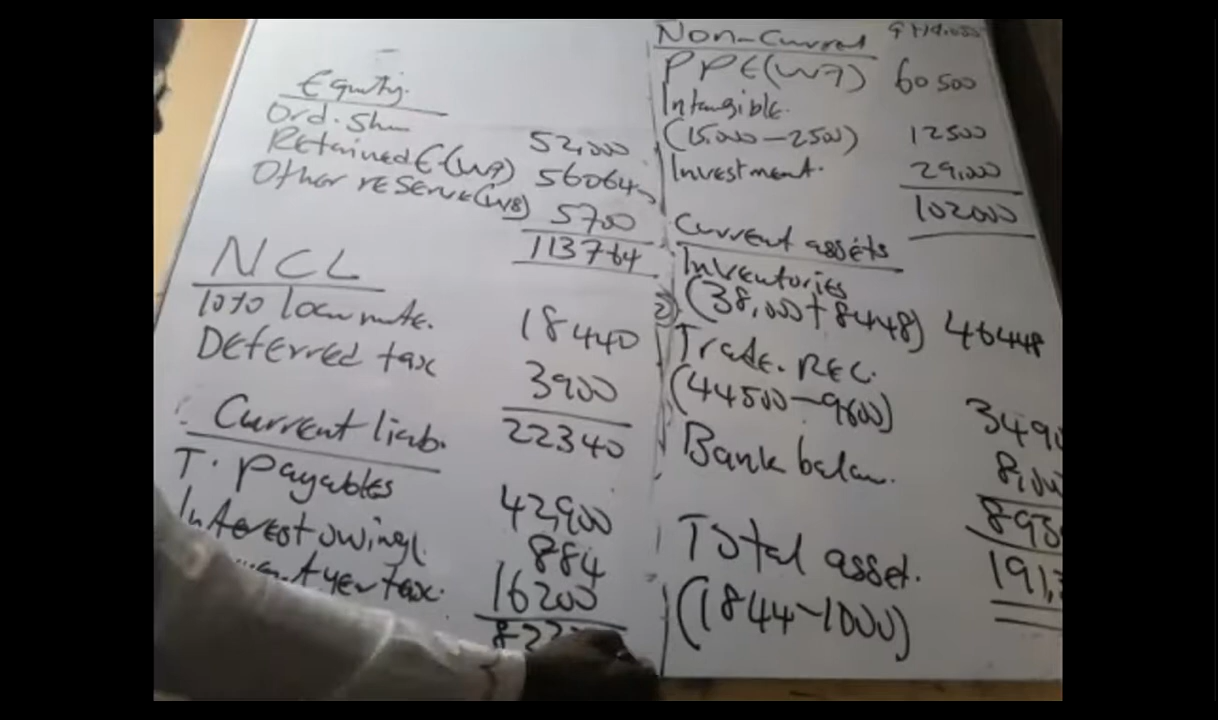 Equity.
Ord. Sh 52,000
Retained E (W9) 56064
Other reserve (W8) 5700
113764
NCL
10% loan note. 18440
Deferred tax 3900
22340
Current liab.
T. Payables 42,900
Interest owing 884
tax. 16200
Non-Current
PPE (W7) 60500
Intangible.
(15,000-2500) 12500
Investment. 29,000
102000
Current assets
Inventories
(38,000+8448) 46448
Trade. REC.
(44500-9600)
Bank balan.
Total asset.
(1844-1000)